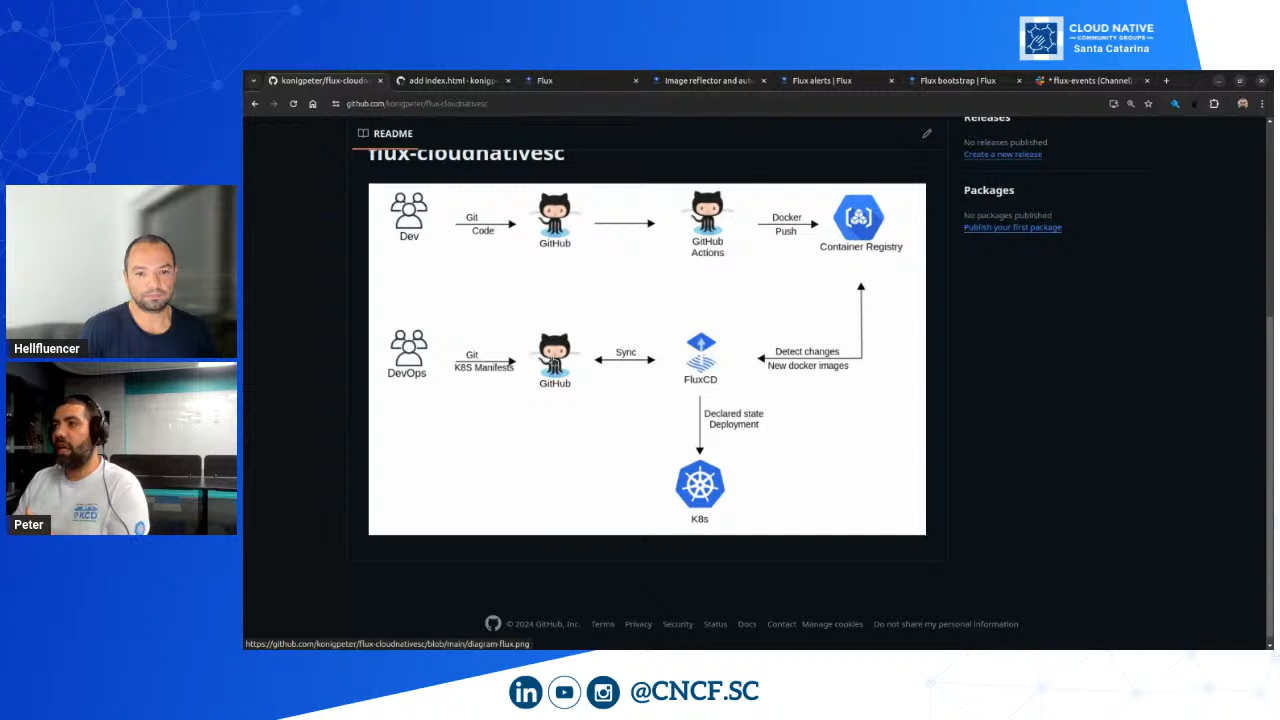 CLOUD NATIVE
COMMUNITY GROUPS
Santa Catarina
konigpeter/flux-cloudn
add index.html · konigp
Flux
Image reflector and aut
Flux alerts | Flux
Flux bootstrap | Flux
* flux-events (Channel)
github.com/konigpeter/flux-cloudnativesc
README
flux-cloudnativesc
Releases
No releases published
Create a new release
Packages
No packages published
Publish your first package
Dev
Git
Code
GitHub
GitHub
Actions
Docker
Push
Container Registry
DevOps
Git
K8S Manifests
GitHub
Sync
FluxCD
Detect changes
New docker images
Declared state
Deployment
K8s
Hellfluencer
KCD
Peter
© 2024 GitHub, Inc. Terms Privacy Security Status Docs Contact Manage cookies Do not share my personal information
https://github.com/konigpeter/flux-cloudnativesc/blob/main/diagram-flux.png
@CNCF.SC